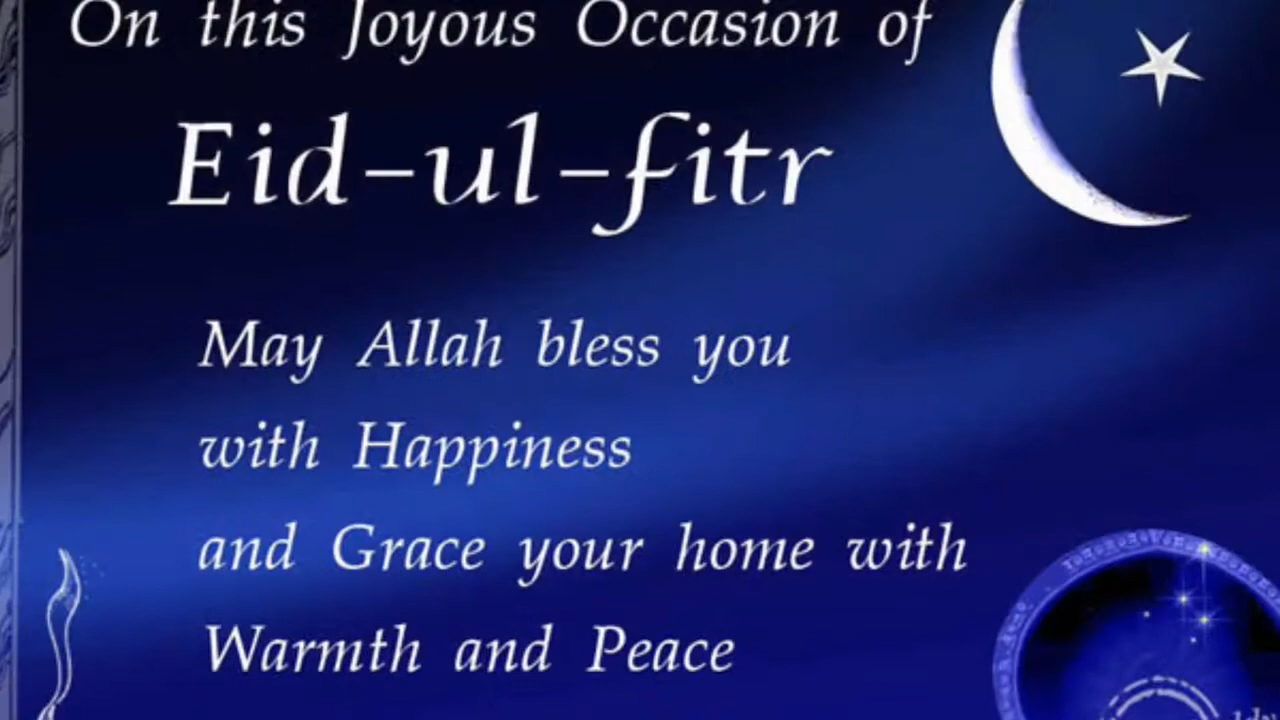 On this Joyous Occasion of
Eid-ul-fitr
May Allah bless you
with Happiness
and Grace your home with
Warmth and Peace